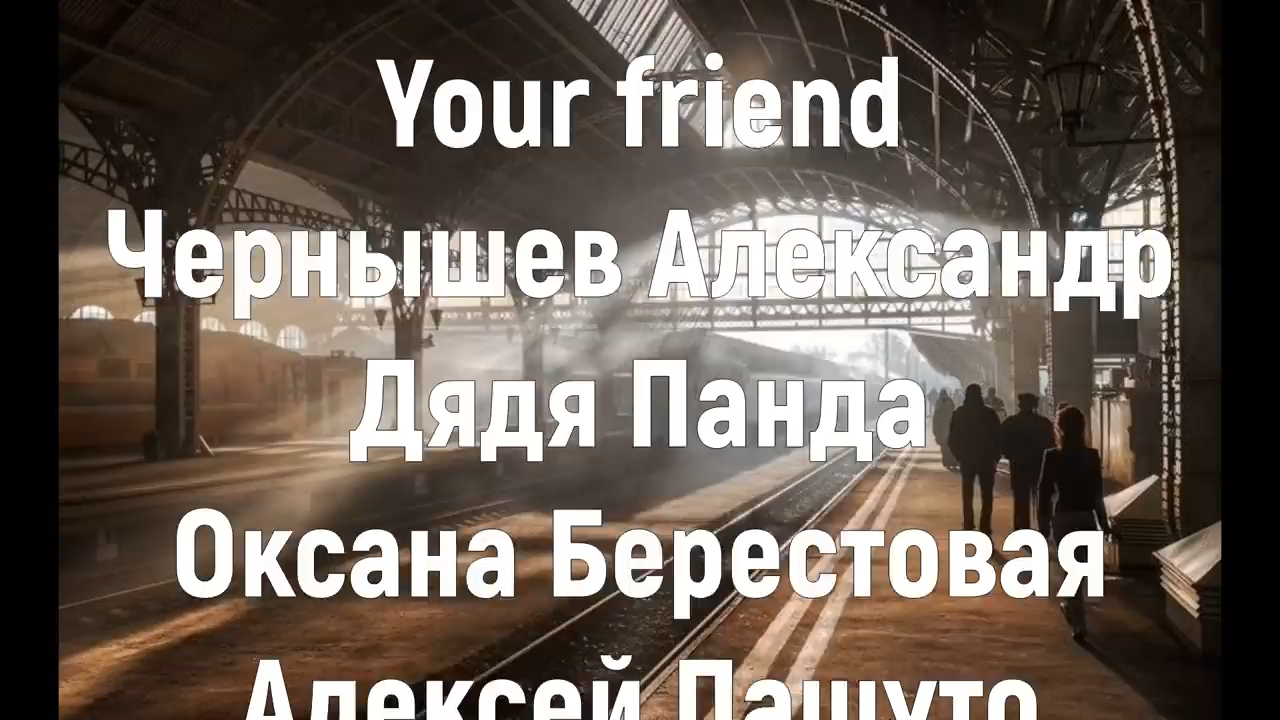 Your friend
Чернышев Александр
Дядя Панда
Оксана Берестовая
Алексей Пашуто